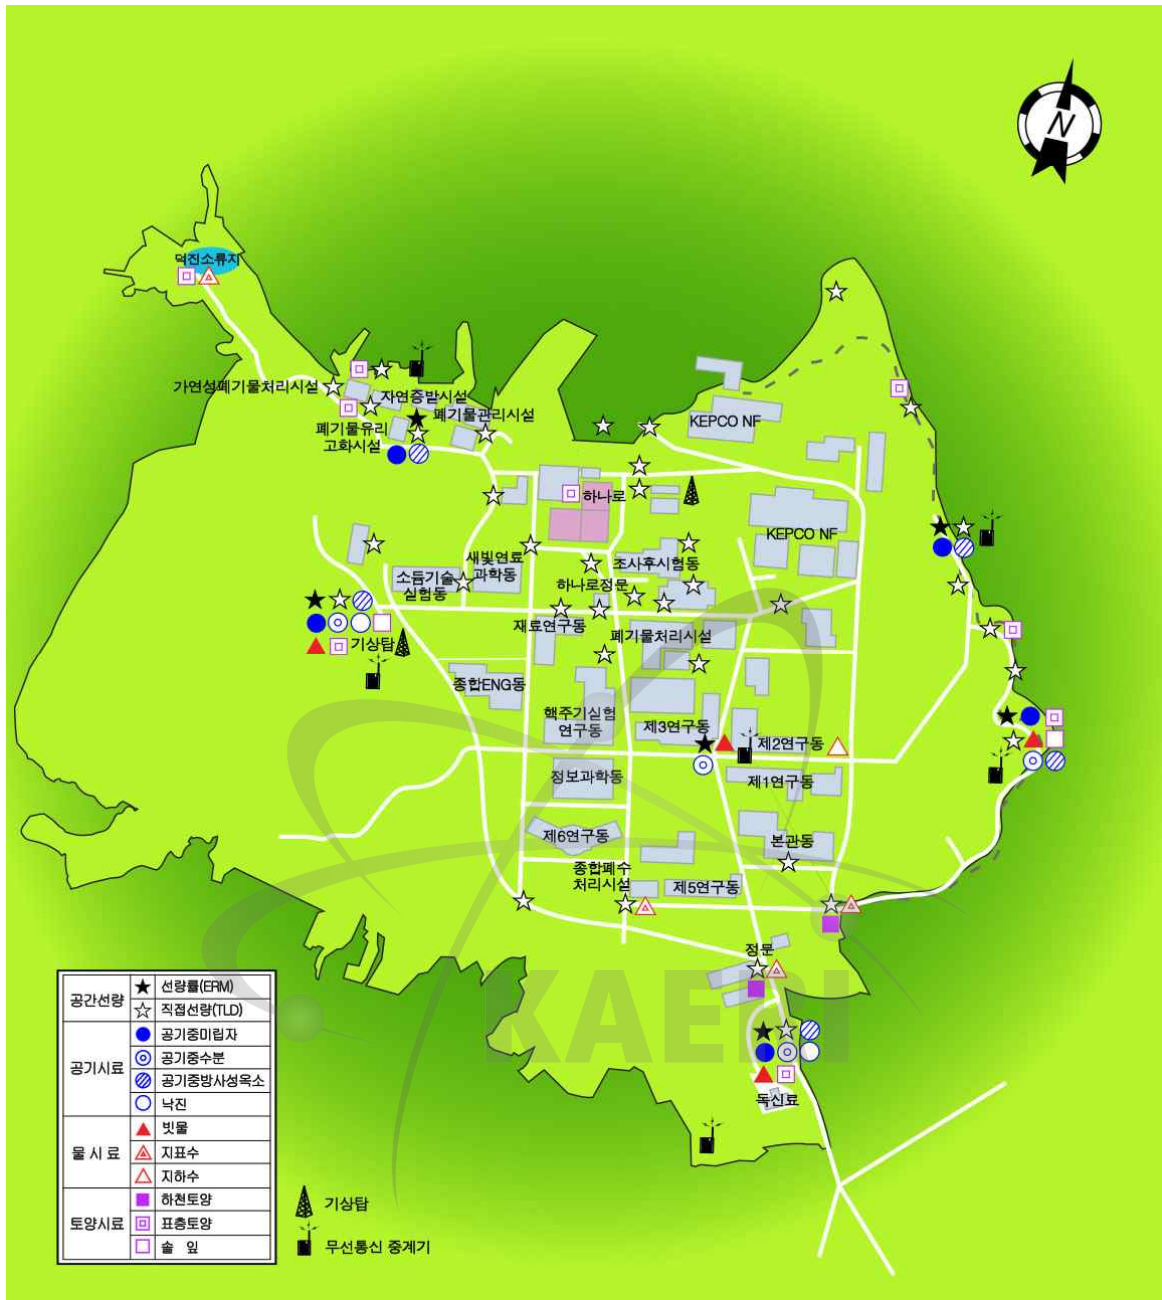 N
덕진소류지
가연성폐기물처리시설
자연증발시설
폐기물관리시설
폐기물유리
고화시설
KEPCO NF
하나로
KEPCO NF
조사후시험동
새빛연료
과학동
소듐기술
실험동
하나로정문
재료연구동
폐기물처리시설
기상탑
종합ENG동
핵주기실험
연구동
제3연구동
제2연구동
정보과학동
제1연구동
제6연구동
본관동
종합폐수
처리시설
제5연구동
정문
KAERI
독신료
공간선량
선량률(ERM)
직접선량(TLD)
공기시료
공기중미립자
공기중수분
공기중방사성옥소
낙진
물 시 료
빗물
지표수
지하수
토양시료
하천토양
표층토양
솔 잎
기상탑
무선통신 중계기